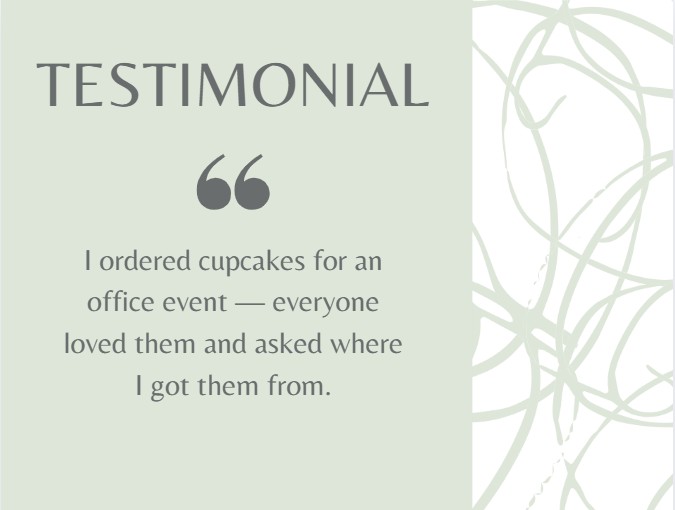 TESTIMONIAL
“
I ordered cupcakes for an
office event — everyone
loved them and asked where
I got them from.